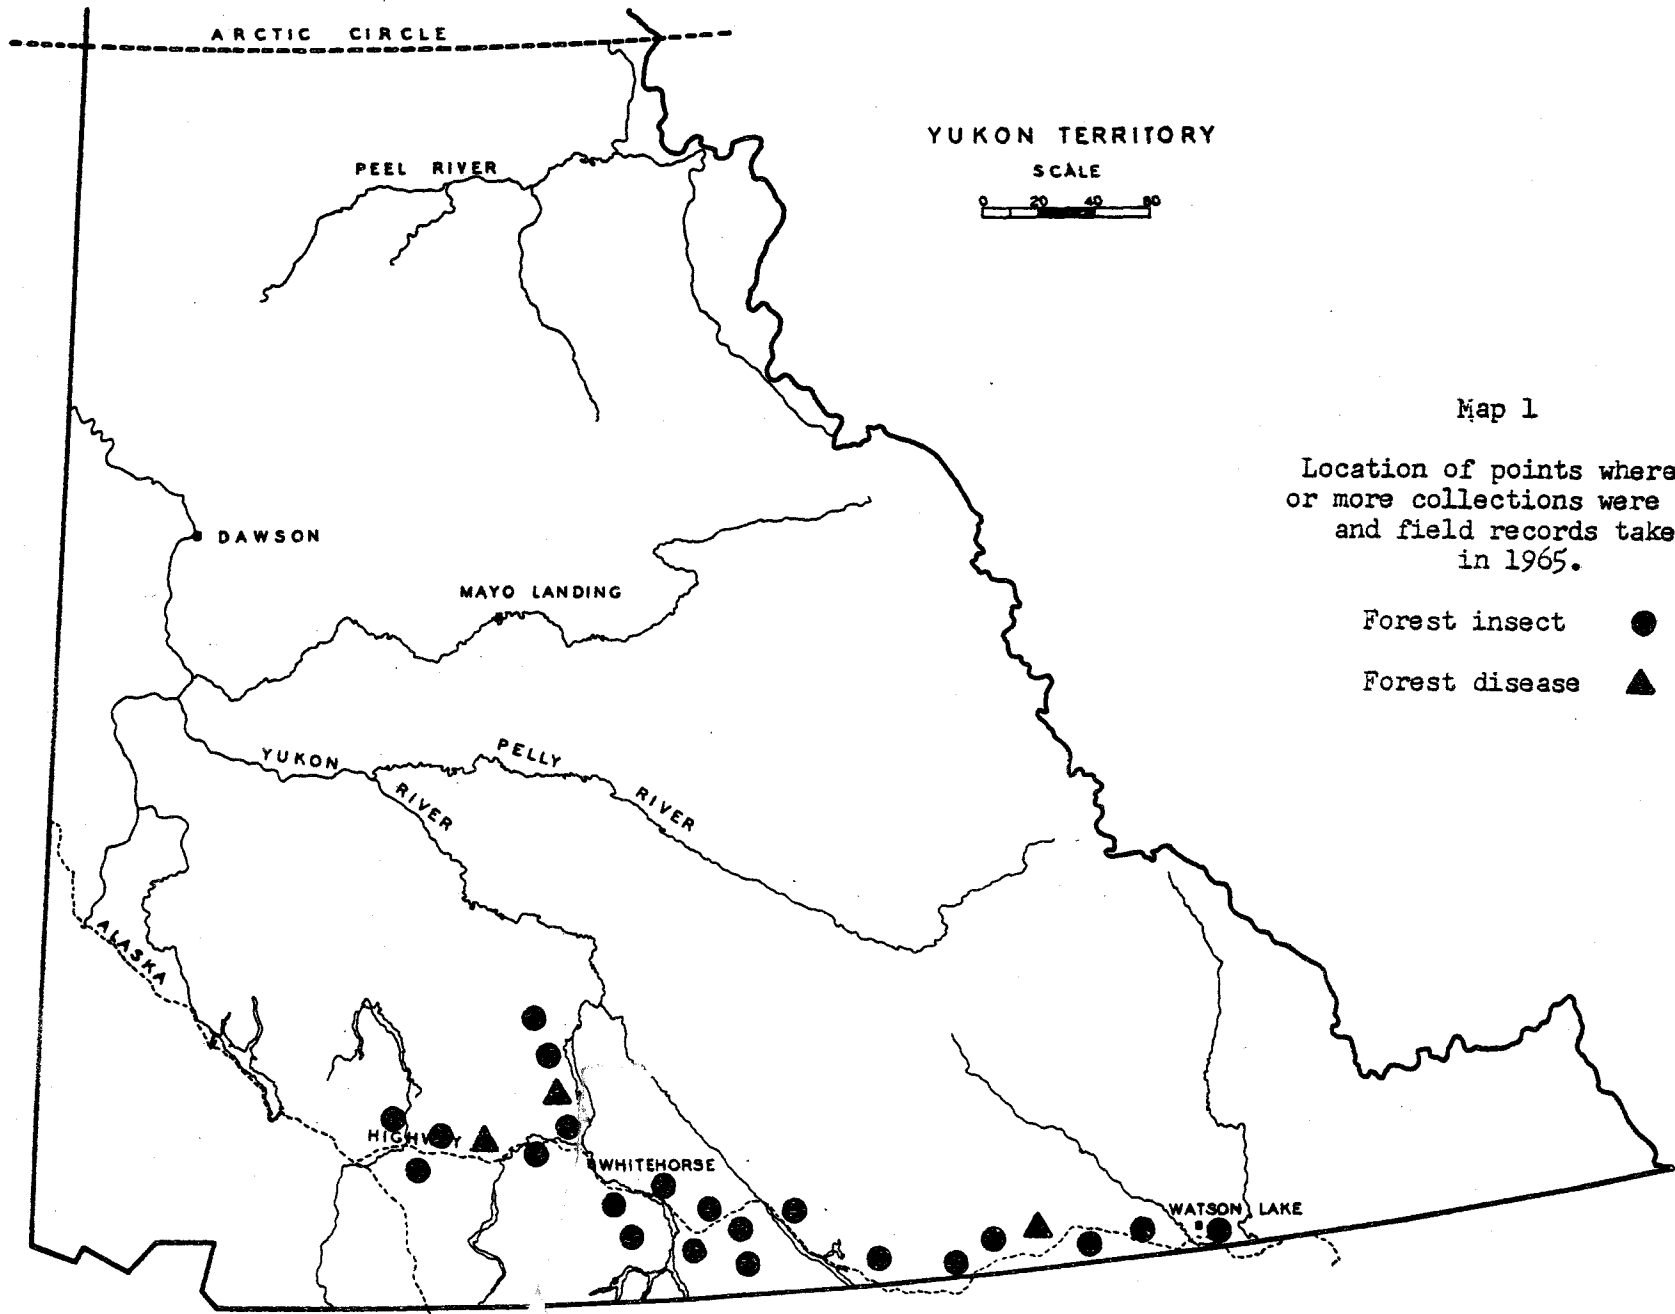 ARCTIC CIRCLE
YUKON TERRITORY
SCALE
0 20 40 80
PEEL RIVER
Map 1
Location of points where
or more collections were
and field records take
in 1965.
Forest insect
Forest disease
DAWSON
MAYO LANDING
YUKON
RIVER
PELLY
RIVER
ALASKA
HIGHWAY
WHITEHORSE
WATSON LAKE